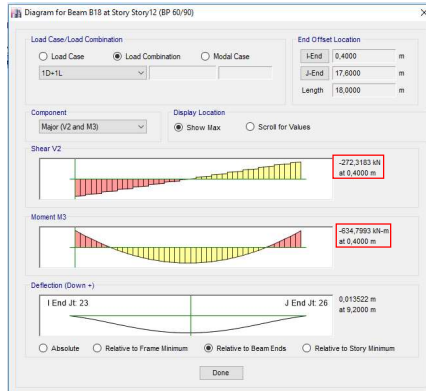 Diagram for Beam B18 at Story Story12 (BP 60/90)
Load Case/Load Combination
Load Case
Load Combination
Modal Case
1D+1L
End Offset Location
I-End 0,4000 m
J-End 17,6000 m
Length 18,0000 m
Component
Major (V2 and M3)
Display Location
Show Max
Scroll for Values
Shear V2
-272,3183 kN
at 0,4000 m
Moment M3
-634,7993 kN-m
at 0,4000 m
Deflection (Down +)
I End Jt: 23
J End Jt: 26
0,013522 m
at 9,2000 m
Absolute
Relative to Frame Minimum
Relative to Beam Ends
Relative to Story Minimum
Done